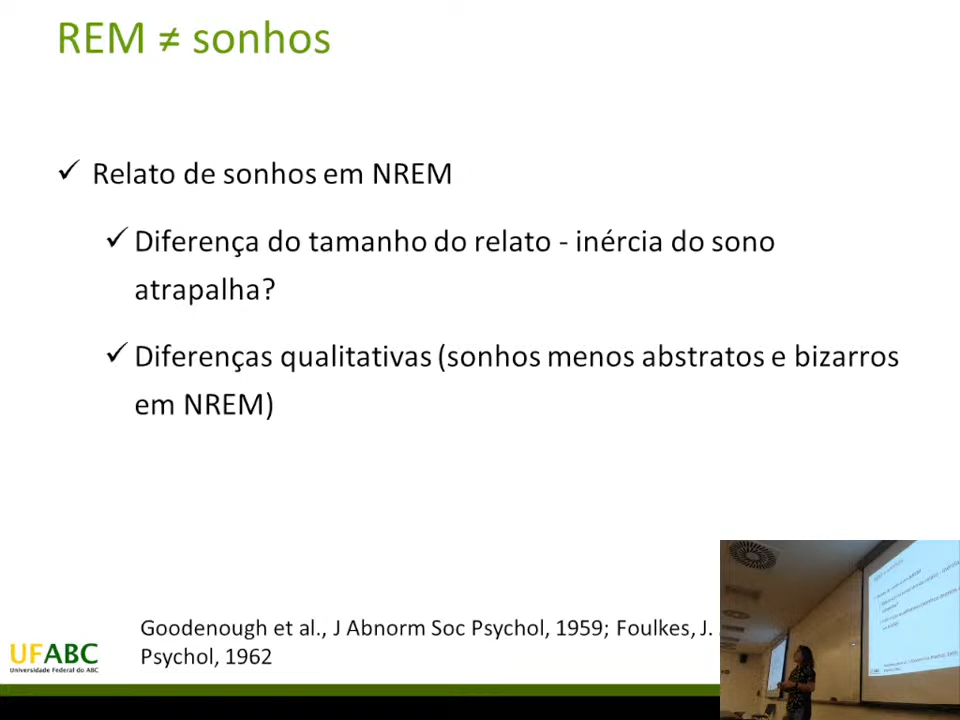 REM ≠ sonhos
✓ Relato de sonhos em NREM
✓ Diferença do tamanho do relato - inércia do sono
atrapalha?
✓ Diferenças qualitativas (sonhos menos abstratos e bizarros
em NREM)
Goodenough et al., J Abnorm Soc Psychol, 1959; Foulkes, J.
Psychol, 1962
UFABC
Universidade Federal do ABC